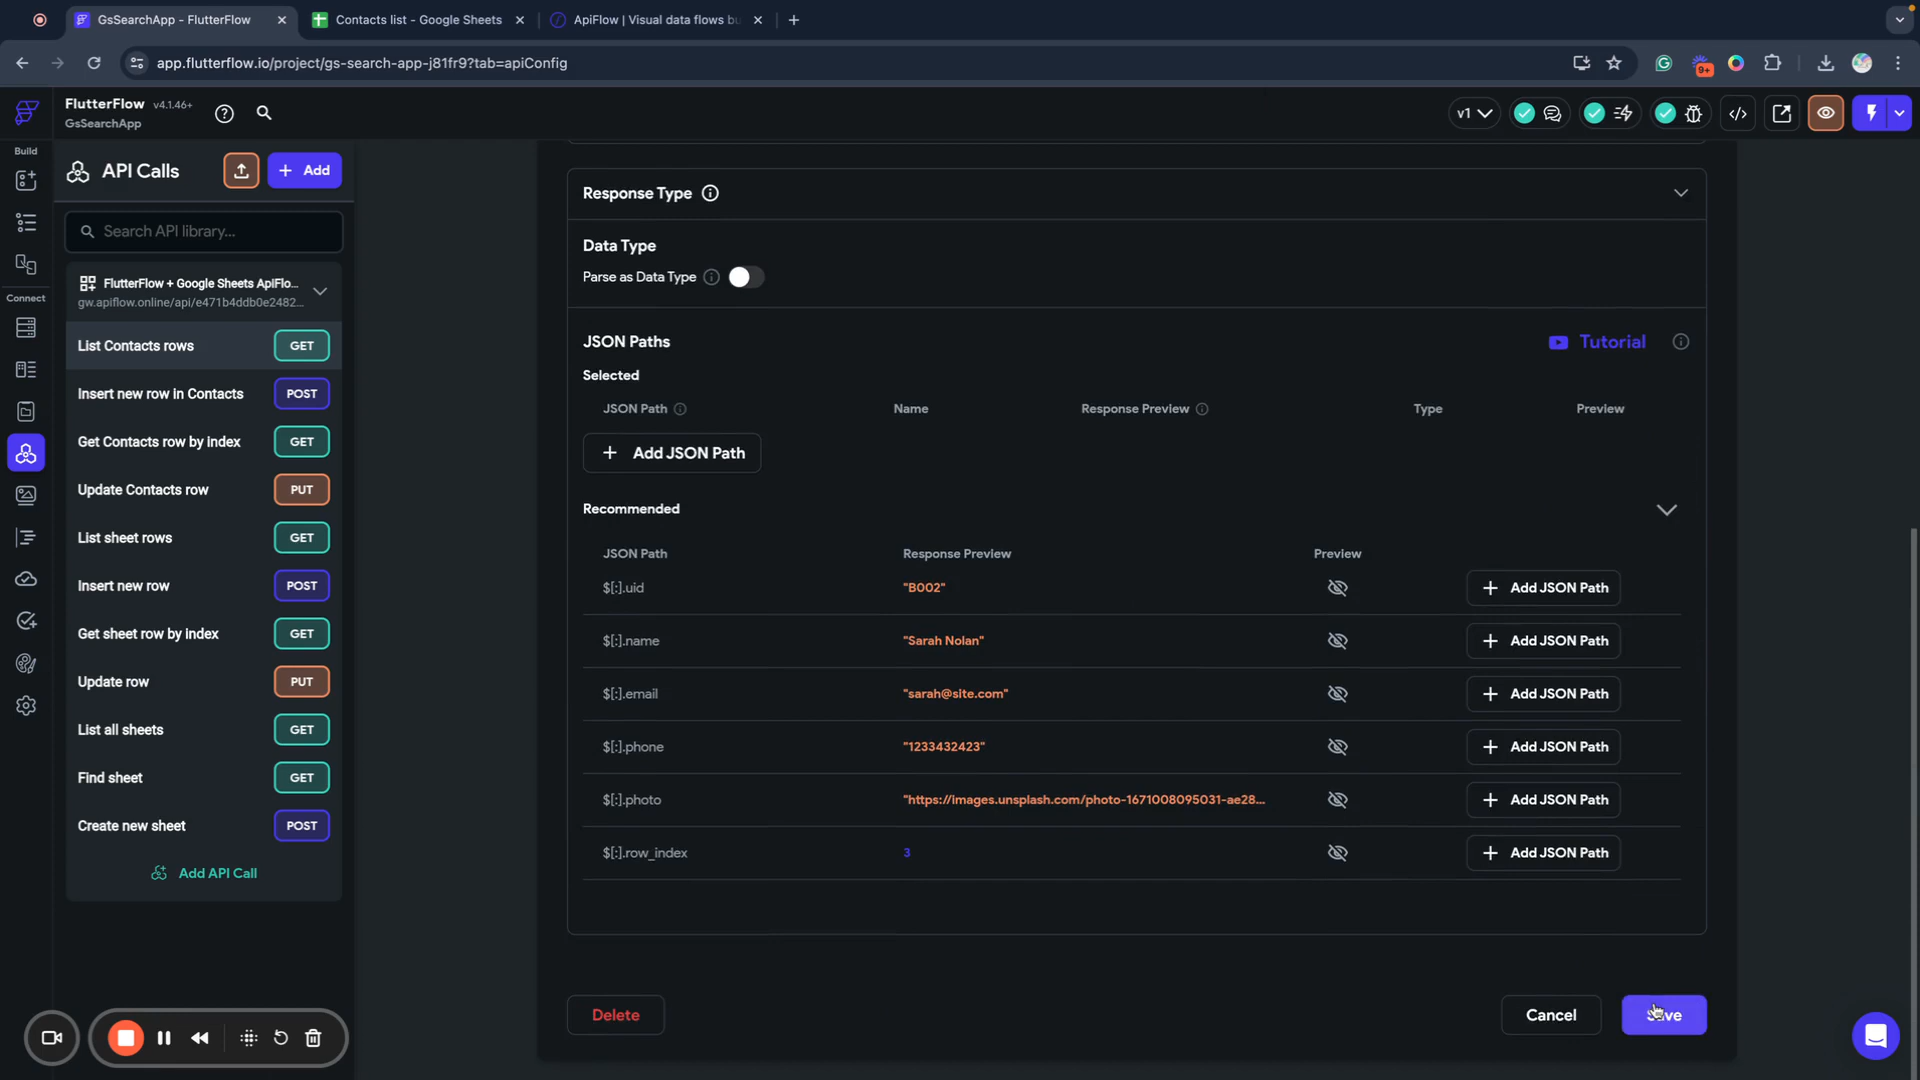 GsSearchApp - FlutterFlow
Contacts list - Google Sheets
ApiFlow | Visual data flows bu
app.flutterflow.io/project/gs-search-app-j81fr9?tab=apiConfig
9+
FlutterFlow v4.1.46+
GsSearchApp
v1
Build
Connect
API Calls
+ Add
Search API library...
FlutterFlow + Google Sheets ApiFlo...
gw.apiflow.online/api/e471b4ddb0e2482...
List Contacts rows GET
Insert new row in Contacts POST
Get Contacts row by index GET
Update Contacts row PUT
List sheet rows GET
Insert new row POST
Get sheet row by index GET
Update row PUT
List all sheets GET
Find sheet GET
Create new sheet POST
Add API Call
Response Type
Data Type
Parse as Data Type
JSON Paths
Tutorial
Selected
JSON Path Name Response Preview Type Preview
+ Add JSON Path
Recommended
JSON Path Response Preview Preview
$[:].uid "B002" + Add JSON Path
$[:].name "Sarah Nolan" + Add JSON Path
$[:].email "sarah@site.com" + Add JSON Path
$[:].phone "1233432423" + Add JSON Path
$[:].photo "https://images.unsplash.com/photo-1671008095031-ae28... + Add JSON Path
$[:].row_index 3 + Add JSON Path
Delete
Cancel
Save